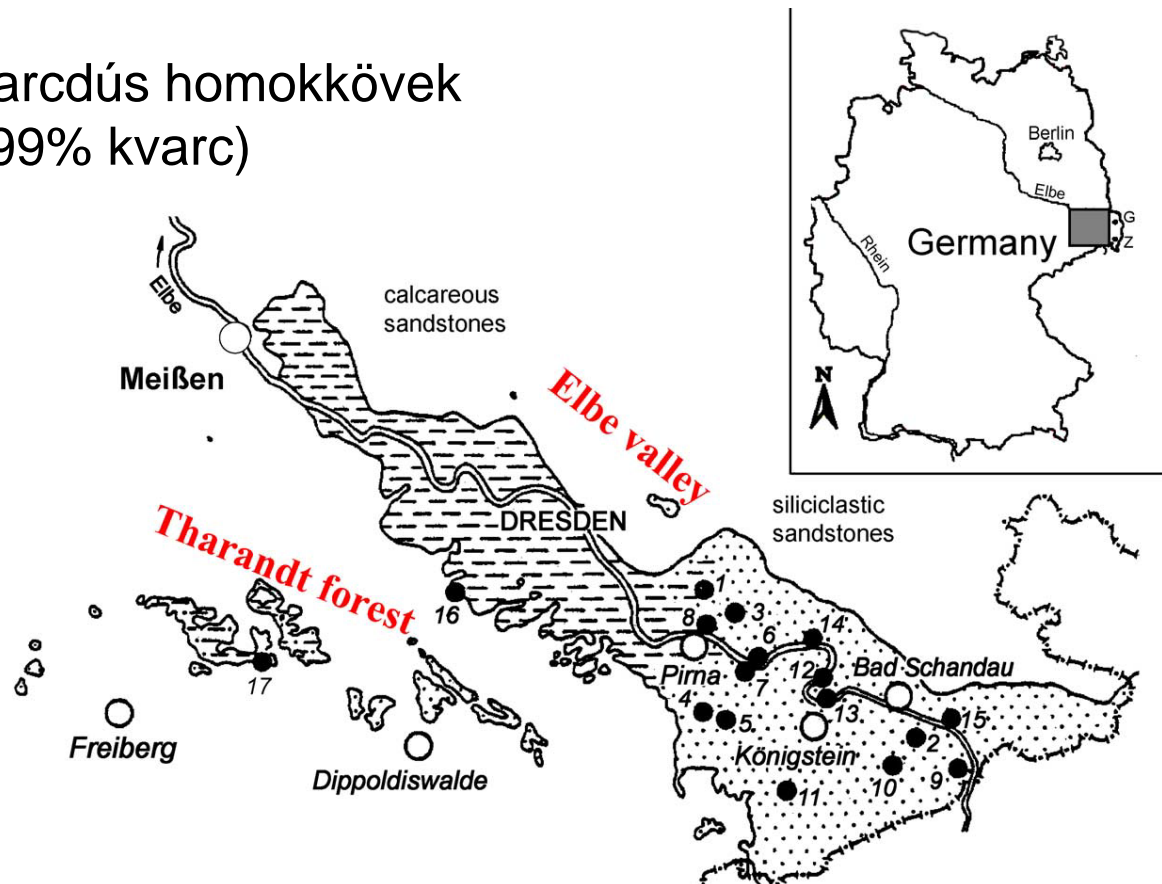 arcdús homokkövek
99% kvarc)
Berlin
Elbe
G
Z
Germany
Rhein
N
Elbe
calcareous
sandstones
Meißen
Elbe valley
siliciclastic
sandstones
DRESDEN
Tharandt forest
1
3
8
16
14
6
Pirna
7
12
Bad Schandau
17
4
5
13
15
Freiberg
Königstein
2
Dippoldiswalde
10
9
11